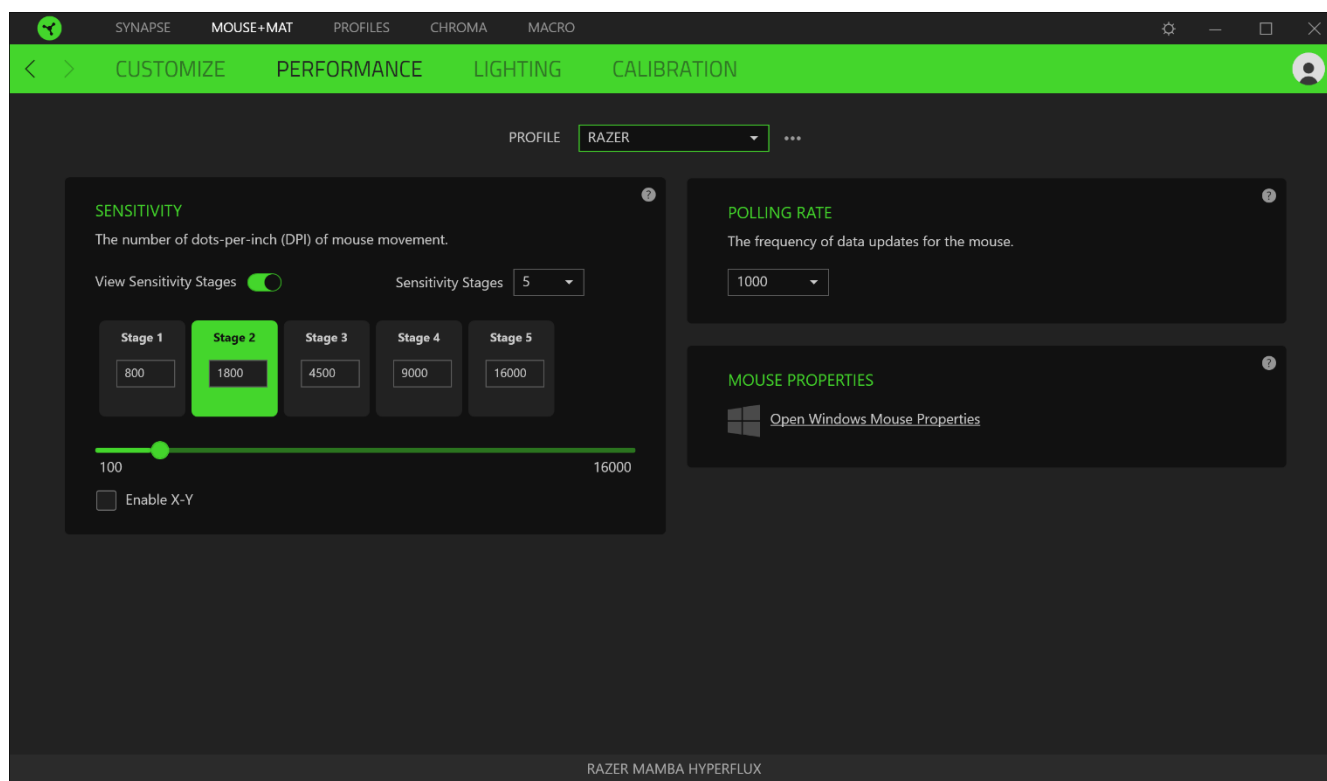 SYNAPSE MOUSE+MAT PROFILES CHROMA MACRO
CUSTOMIZE PERFORMANCE LIGHTING CALIBRATION
PROFILE RAZER
SENSITIVITY
The number of dots-per-inch (DPI) of mouse movement.
View Sensitivity Stages Sensitivity Stages 5
Stage 1 Stage 2 Stage 3 Stage 4 Stage 5
800 1800 4500 9000 16000
100 16000
Enable X-Y
?
POLLING RATE
The frequency of data updates for the mouse.
1000
?
MOUSE PROPERTIES
Open Windows Mouse Properties
?
RAZER MAMBA HYPERFLUX